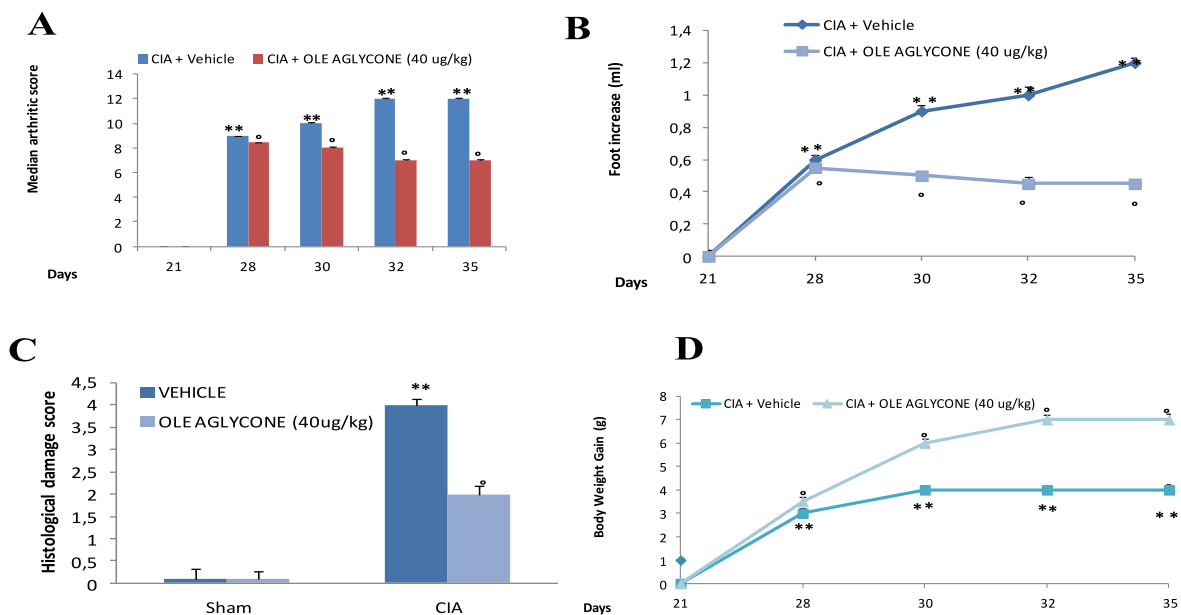 A
CIA + Vehicle CIA + OLE AGLYCONE (40 ug/kg)
Median arthritic score
14
12
10
8
6
4
2
0
** ° ** ° ** ° ** °
21 28 30 32 35
Days
B
CIA + Vehicle
CIA + OLE AGLYCONE (40 ug/kg)
Foot increase (ml)
1,4
1,2
1
0,8
0,6
0,4
0,2
0
** ** ** **
° ° ° °
21 28 30 32 35
Days
C
VEHICLE
OLE AGLYCONE (40ug/kg)
Histological damage score
4,5
4
3,5
3
2,5
2
1,5
1
0,5
0
**
°
Sham CIA
D
CIA + Vehicle CIA + OLE AGLYCONE (40 ug/kg)
Body Weight Gain (g)
8
7
6
5
4
3
2
1
0
° ° ° °
** ** ** **
21 28 30 32 35
Days